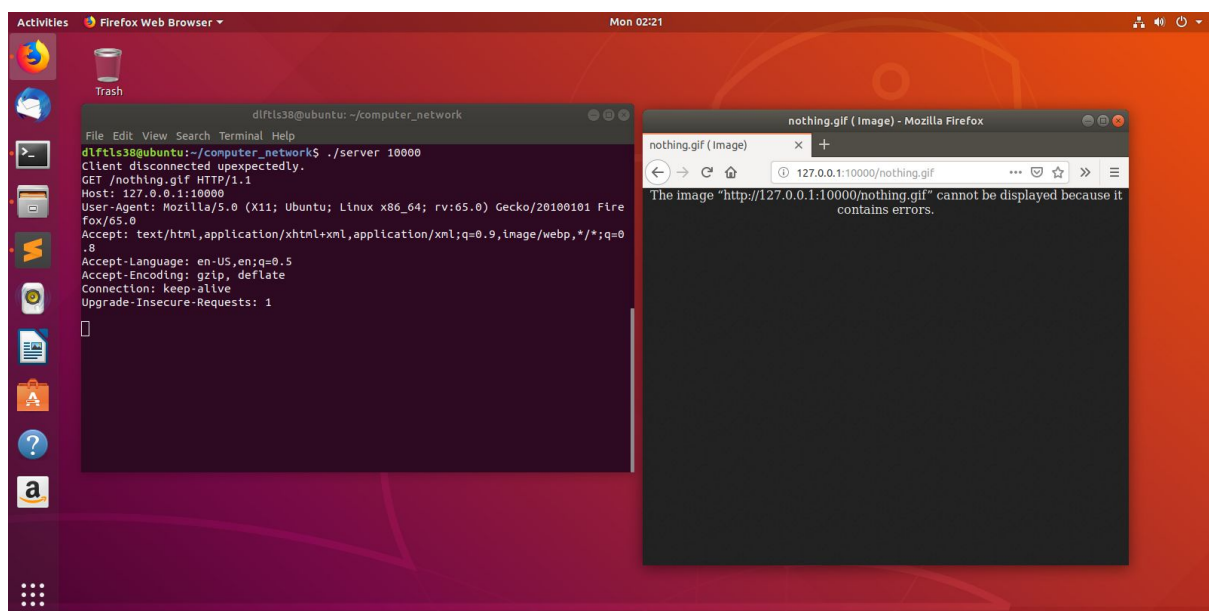 Activities Firefox Web Browser Mon 02:21
Trash
dlftls38@ubuntu: ~/computer_network
File Edit View Search Terminal Help
dlftls38@ubuntu:~/computer_network$ ./server 10000
Client disconnected upexpectedly.
GET /nothing.gif HTTP/1.1
Host: 127.0.0.1:10000
User-Agent: Mozilla/5.0 (X11; Ubuntu; Linux x86_64; rv:65.0) Gecko/20100101 Fire
fox/65.0
Accept: text/html,application/xhtml+xml,application/xml;q=0.9,image/webp,*/*;q=0
.8
Accept-Language: en-US,en;q=0.5
Accept-Encoding: gzip, deflate
Connection: keep-alive
Upgrade-Insecure-Requests: 1
nothing.gif ( Image) - Mozilla Firefox
nothing.gif ( Image)
127.0.0.1:10000/nothing.gif
The image “http://127.0.0.1:10000/nothing.gif” cannot be displayed because it
contains errors.